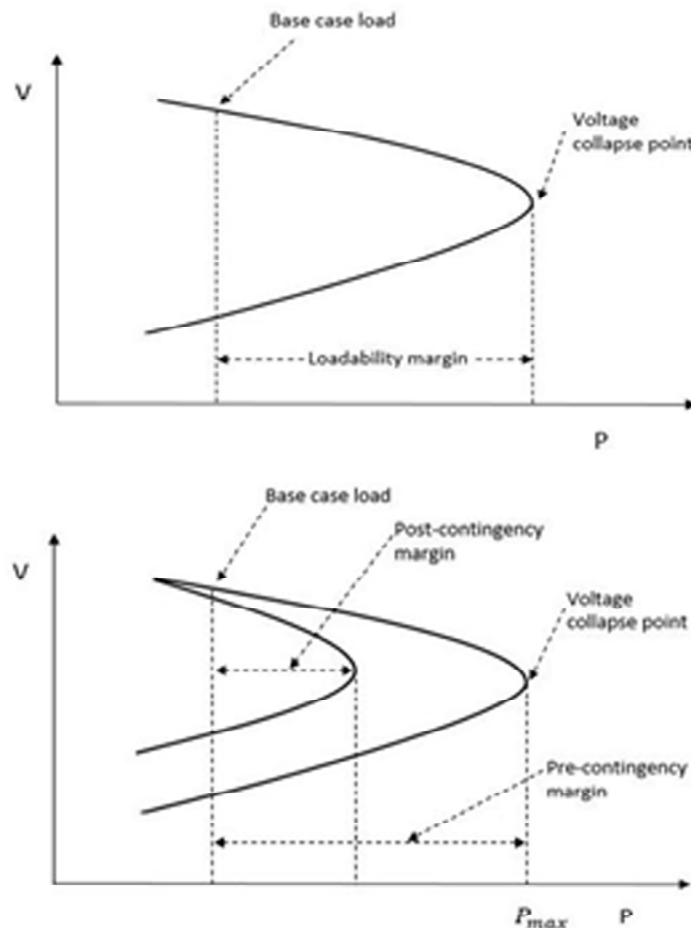 Base case load
V
Voltage
collapse point
Loadability margin
P
Base case load
Post-contingency
margin
V
Voltage
collapse point
Pre-contingency
margin
Pmax P